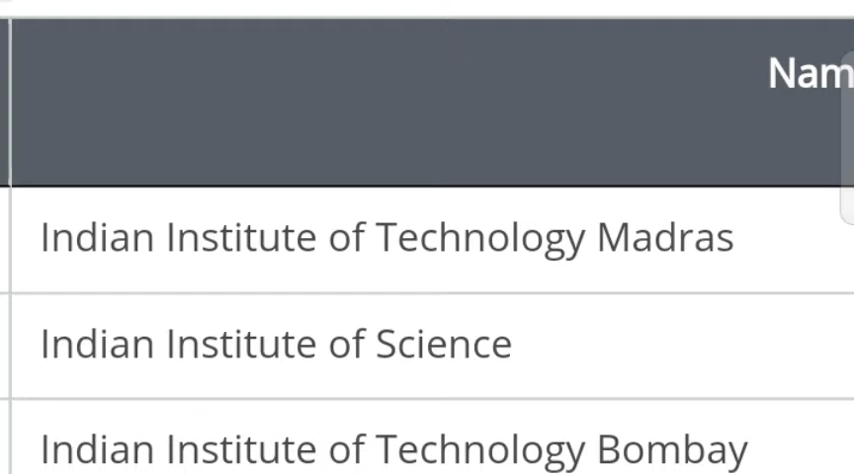 Nam
Indian Institute of Technology Madras
Indian Institute of Science
Indian Institute of Technology Bombay